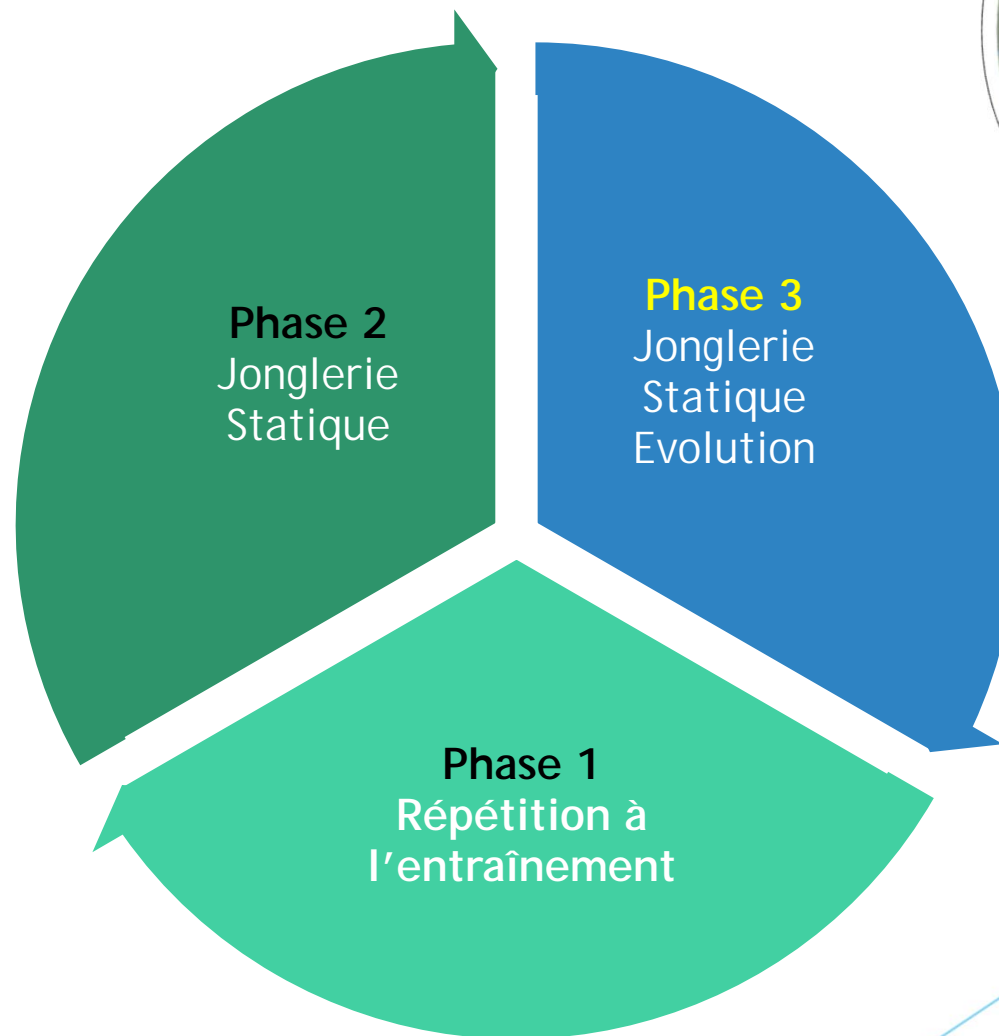 Phase 2
Jonglerie
Statique
Phase 3
Jonglerie
Statique
Evolution
Phase 1
Répétition à
l’entraînement